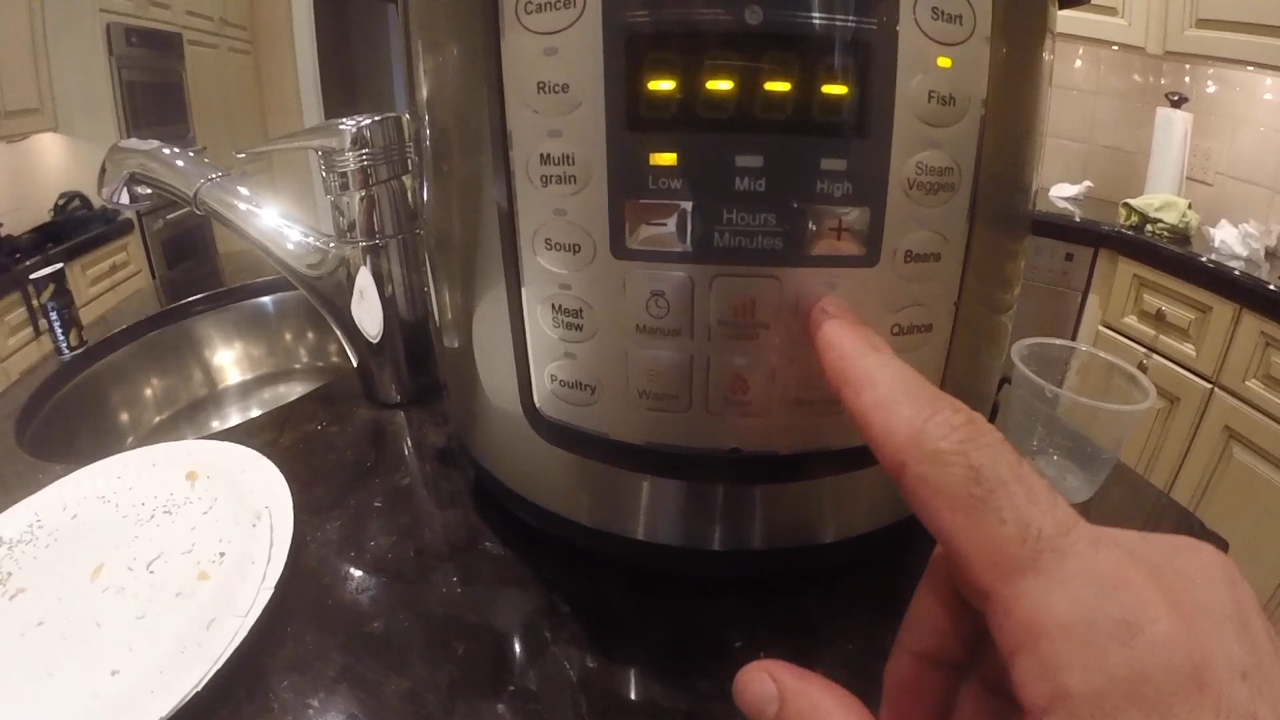 Cancel
Start
Rice
Fish
Multi
grain
Low
Mid
High
Steam
Veggies
-
Hours
Minutes
+
Soup
Beans
Meat
Stew
Manual
Quinoa
Poultry
Warm